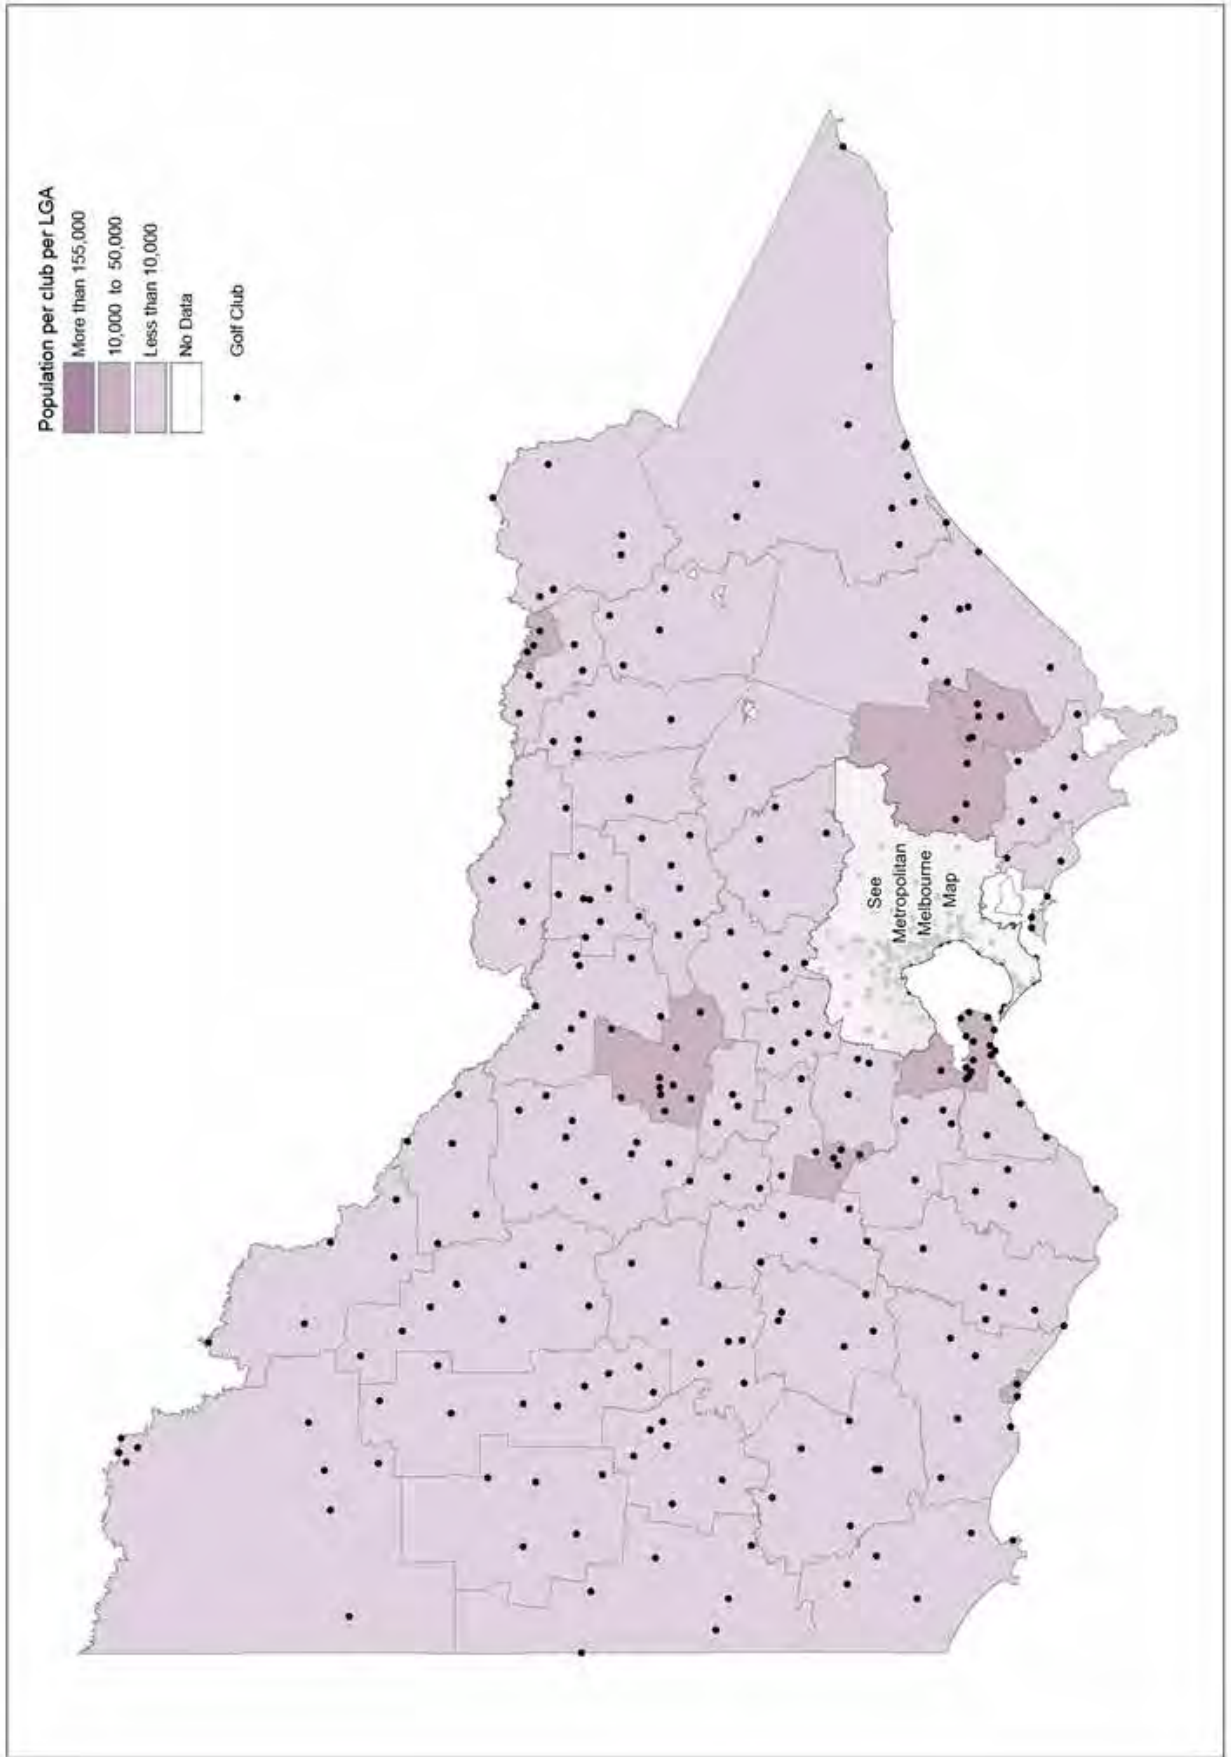 Population per club per LGA
More than 155,000
10,000 to 50,000
Less than 10,000
No Data
Golf Club
See
Metropolitan
Melbourne
Map